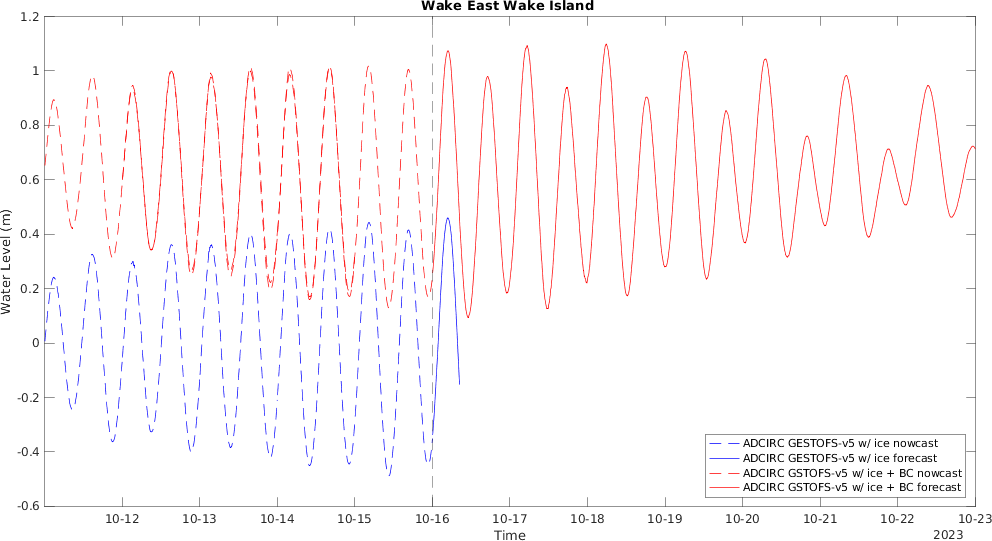 Wake East Wake Island
1.2
1
0.8
0.6
0.4
0.2
0
-0.2
-0.4
-0.6
Water Level (m)
ADCIRC GESTOFS-v5 w/ ice nowcast
ADCIRC GESTOFS-v5 w/ ice forecast
ADCIRC GSTOFS-v5 w/ ice + BC nowcast
ADCIRC GSTOFS-v5 w/ ice + BC forecast
10-12 10-13 10-14 10-15 10-16 10-17 10-18 10-19 10-20 10-21 10-22 10-23
Time
2023